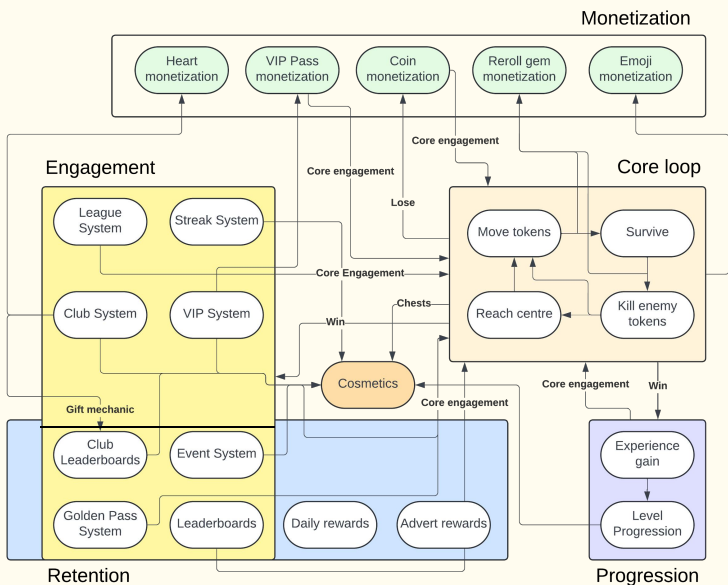 Monetization
Heart
monetization
VIP Pass
monetization
Coin
monetization
Reroll gem
monetization
Emoji
monetization
Core engagement
Engagement
Core engagement
Core loop
League
System
Streak System
Lose
Move tokens
Survive
Core Engagement
Club System
VIP System
Chests
Reach centre
Kill enemy
tokens
Win
Cosmetics
Core engagement
Win
Gift mechanic
Core engagement
Club
Leaderboards
Event System
Experience
gain
Golden Pass
System
Leaderboards
Daily rewards
Advert rewards
Level
Progression
Retention
Progression